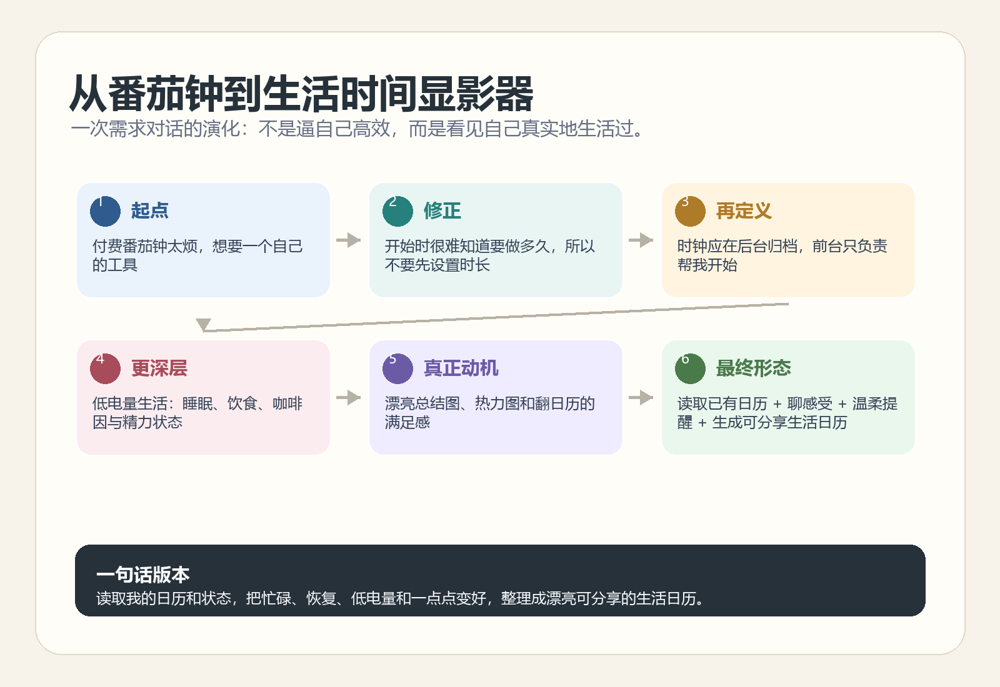 从番茄钟到生活时间显影器
一次需求对话的演化：不是逼自己高效，而是看见自己真实地生活过。
1 起点
付费番茄钟太烦，想要一个自己
的工具
2 修正
开始时很难知道要做多久，所以
不要先设置时长
3 再定义
时钟应在后台归档，前台只负责
帮我开始
4 更深层
低电量生活：睡眠、饮食、咖啡
因与精力状态
5 真正动机
漂亮总结图、热力图和翻日历的
满足感
6 最终形态
读取已有日历 + 聊感受 + 温柔提
醒 + 生成可分享生活日历
一句话版本
读取我的日历和状态，把忙碌、恢复、低电量和一点点变好，整理成漂亮可分享的生活日历。